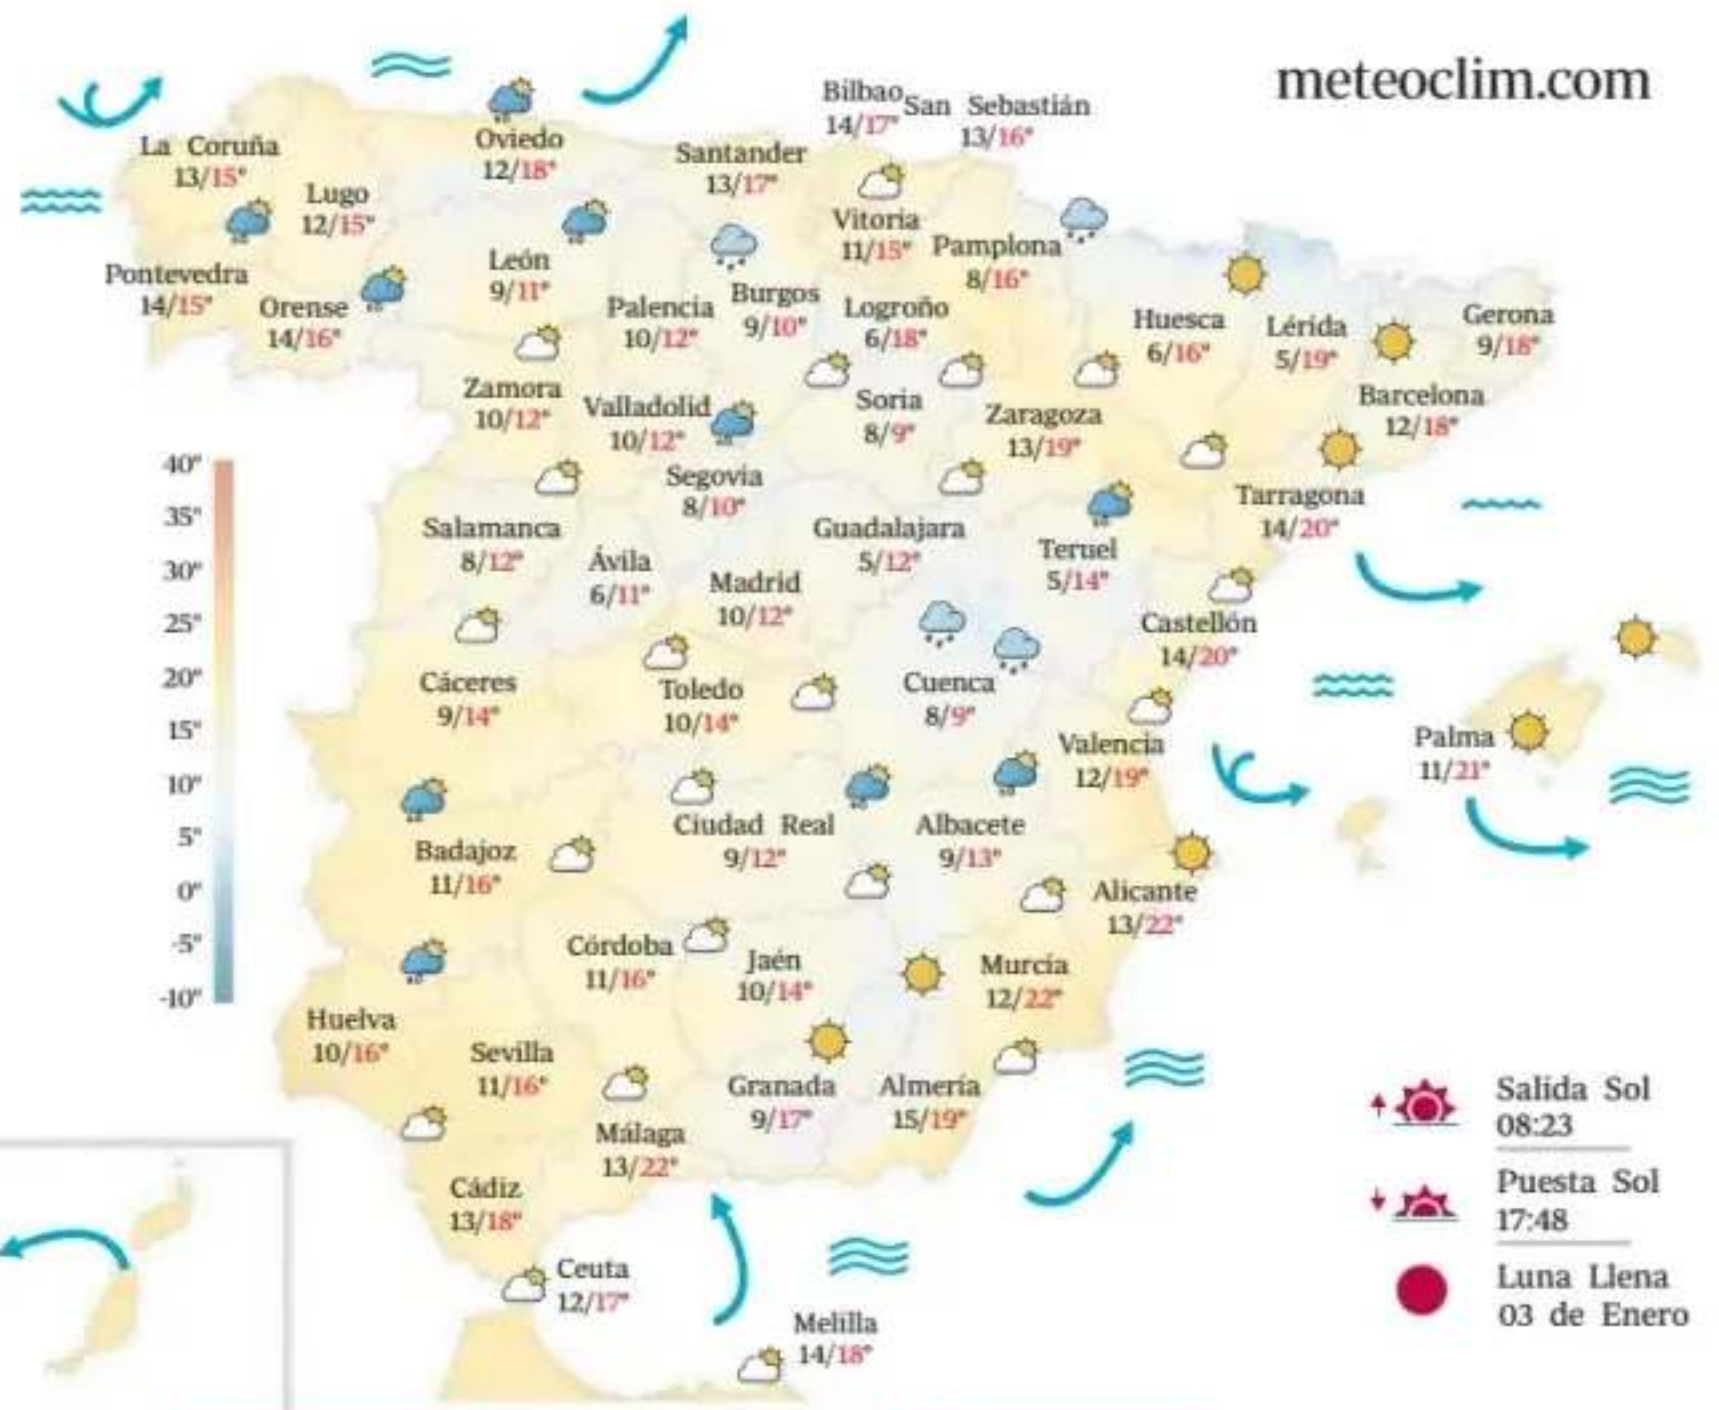 meteoclim.com
Bilbao
14/17°
San Sebastián
13/16°
La Coruña
13/15°
Oviedo
12/18°
Santander
13/17°
Lugo
12/15°
Vitoria
11/15°
Pamplona
8/16°
Pontevedra
14/15°
Orense
14/16°
León
9/11°
Palencia
10/12°
Burgos
9/10°
Logroño
6/18°
Huesca
6/16°
Lérida
5/19°
Gerona
9/18°
Zamora
10/12°
Valladolid
10/12°
Soria
8/9°
Zaragoza
13/19°
Barcelona
12/18°
Segovia
8/10°
Tarragona
14/20°
Salamanca
8/12°
Ávila
6/11°
Madrid
10/12°
Guadalajara
5/12°
Teruel
5/14°
Castellón
14/20°
Cáceres
9/14°
Toledo
10/14°
Cuenca
8/9°
Valencia
12/19°
Palma
11/21°
Badajoz
11/16°
Ciudad Real
9/12°
Albacete
9/13°
Alicante
13/22°
Córdoba
11/16°
Jaén
10/14°
Murcia
12/22°
Huelva
10/16°
Sevilla
11/16°
Granada
9/17°
Almería
15/19°
Málaga
13/22°
Cádiz
13/18°
Ceuta
12/17°
Melilla
14/18°
40°
35°
30°
25°
20°
15°
10°
5°
0°
-5°
-10°
Salida Sol
08:23
Puesta Sol
17:48
Luna Llena
03 de Enero